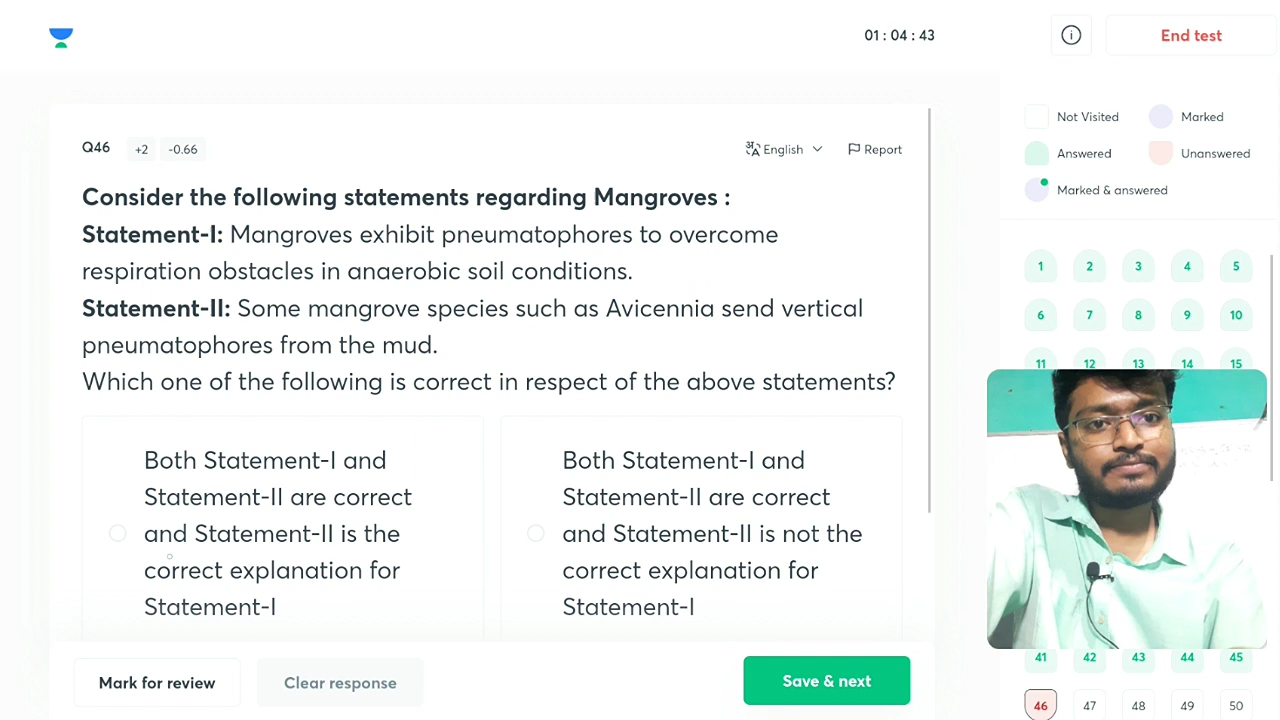 01 : 04 : 43
End test
Q46
+2
-0.66
English
Report
Consider the following statements regarding Mangroves :
Statement-I: Mangroves exhibit pneumatophores to overcome
respiration obstacles in anaerobic soil conditions.
Statement-II: Some mangrove species such as Avicennia send vertical
pneumatophores from the mud.
Which one of the following is correct in respect of the above statements?
Both Statement-I and
Statement-II are correct
and Statement-II is the
correct explanation for
Statement-I
Both Statement-I and
Statement-II are correct
and Statement-II is not the
correct explanation for
Statement-I
Mark for review
Clear response
Save & next
Not Visited
Marked
Answered
Unanswered
Marked & answered
1 2 3 4 5
6 7 8 9 10
11 12 13 14 15
41 42 43 44 45
46 47 48 49 50